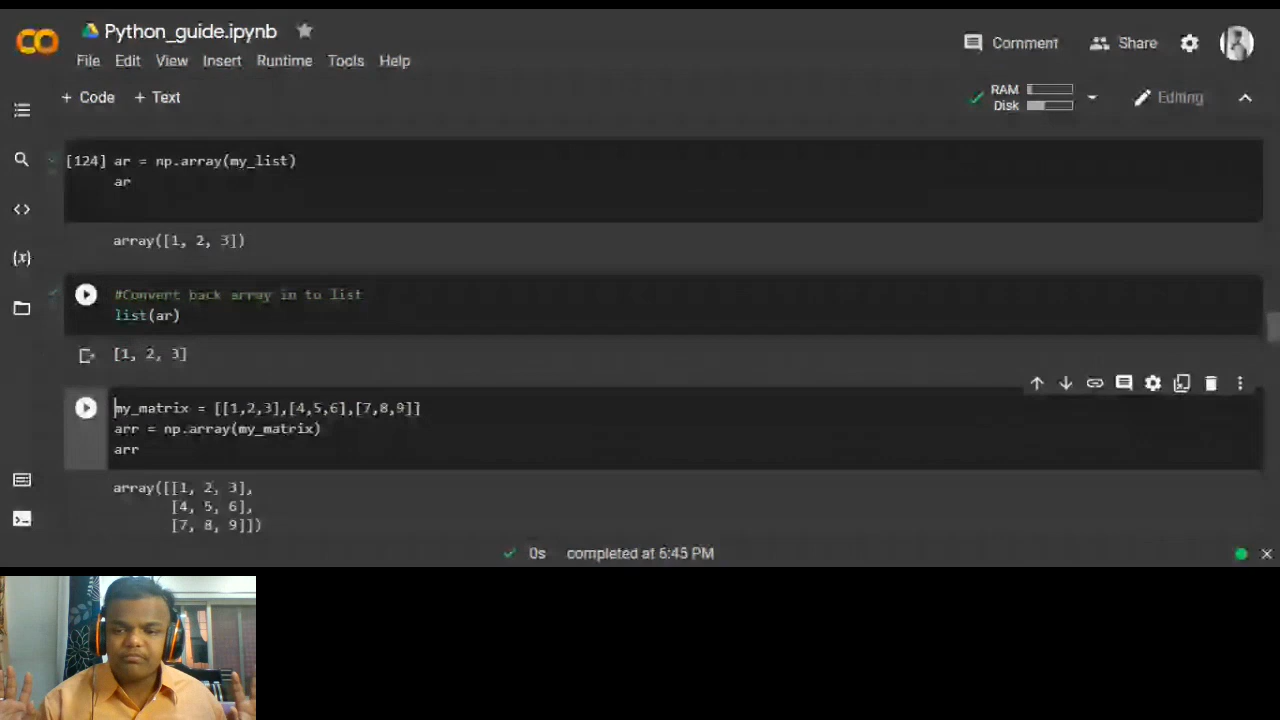 CO
Python_guide.ipynb
File Edit View Insert Runtime Tools Help
Comment Share
+ Code + Text
RAM
Disk
Editing
[124] ar = np.array(my_list)
ar
array([1, 2, 3])
#Convert back array in to list
list(ar)
[1, 2, 3]
my_matrix = [[1,2,3],[4,5,6],[7,8,9]]
arr = np.array(my_matrix)
arr
array([[1, 2, 3],
[4, 5, 6],
[7, 8, 9]])
0s completed at 6:45 PM